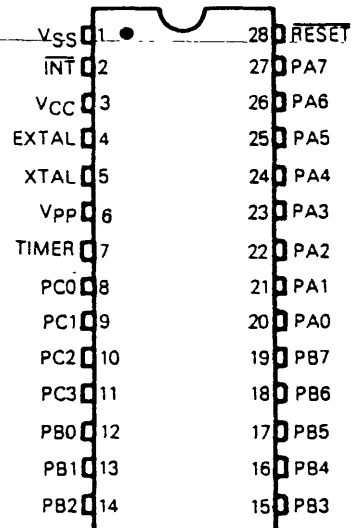 VSS 1 28 RESET
INT 2 27 PA7
VCC 3 26 PA6
EXTAL 4 25 PA5
XTAL 5 24 PA4
VPP 6 23 PA3
TIMER 7 22 PA2
PC0 8 21 PA1
PC1 9 20 PA0
PC2 10 19 PB7
PC3 11 18 PB6
PB0 12 17 PB5
PB1 13 16 PB4
PB2 14 15 PB3